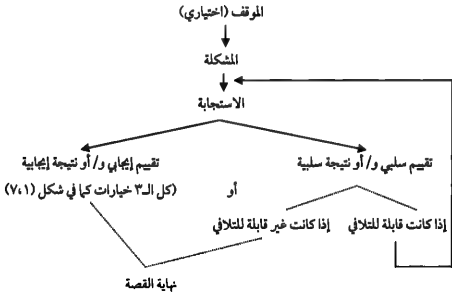 الموقف (اختياري)
المشكلة
الاستجابة
تقييم سلبي و/ أو نتيجة سلبية
تقييم إيجابي و/ أو نتيجة إيجابية
أو
(كل الـ٣ خيارات كما في شكل (٧،١)
إذا كانت قابلة للتلافي
إذا كانت غير قابلة للتلافي
نهاية القصة